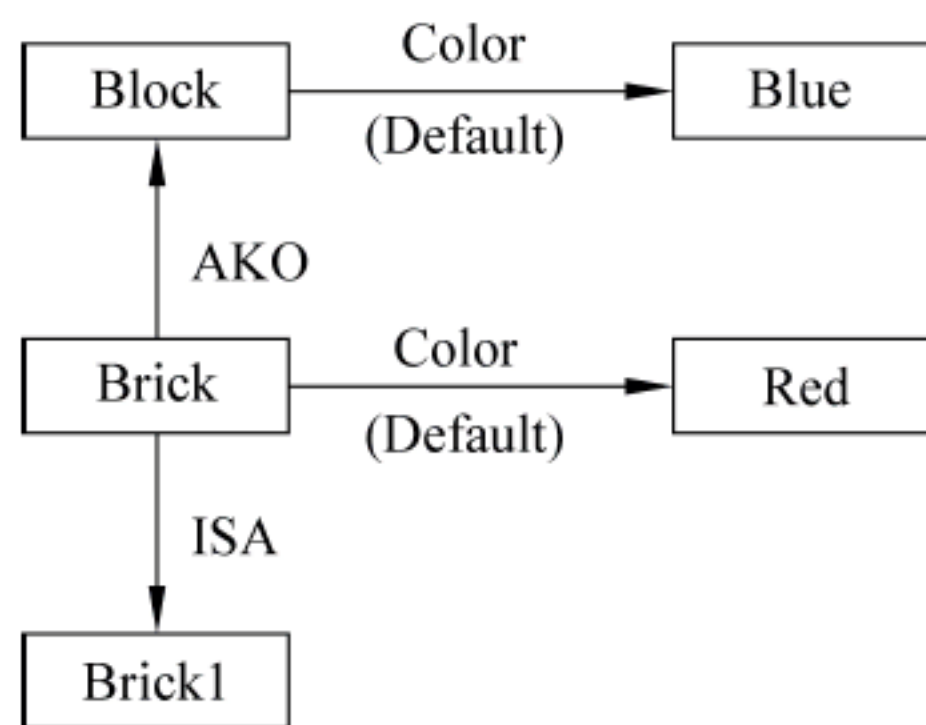 Block
Color
(Default)
Blue
AKO
Brick
Color
(Default)
Red
ISA
Brick1